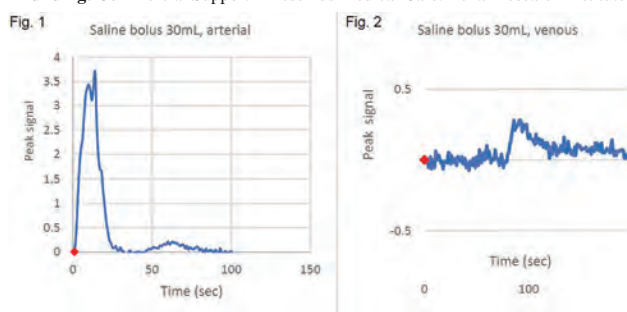 Fig. 1
Saline bolus 30mL, arterial
Peak signal
4
3.5
3
2.5
2
1.5
1
0.5
0
0
50
100
150
Time (sec)
Fig. 2
Saline bolus 30mL, venous
Peak signal
0.5
0
-0.5
Time (sec)
0
100